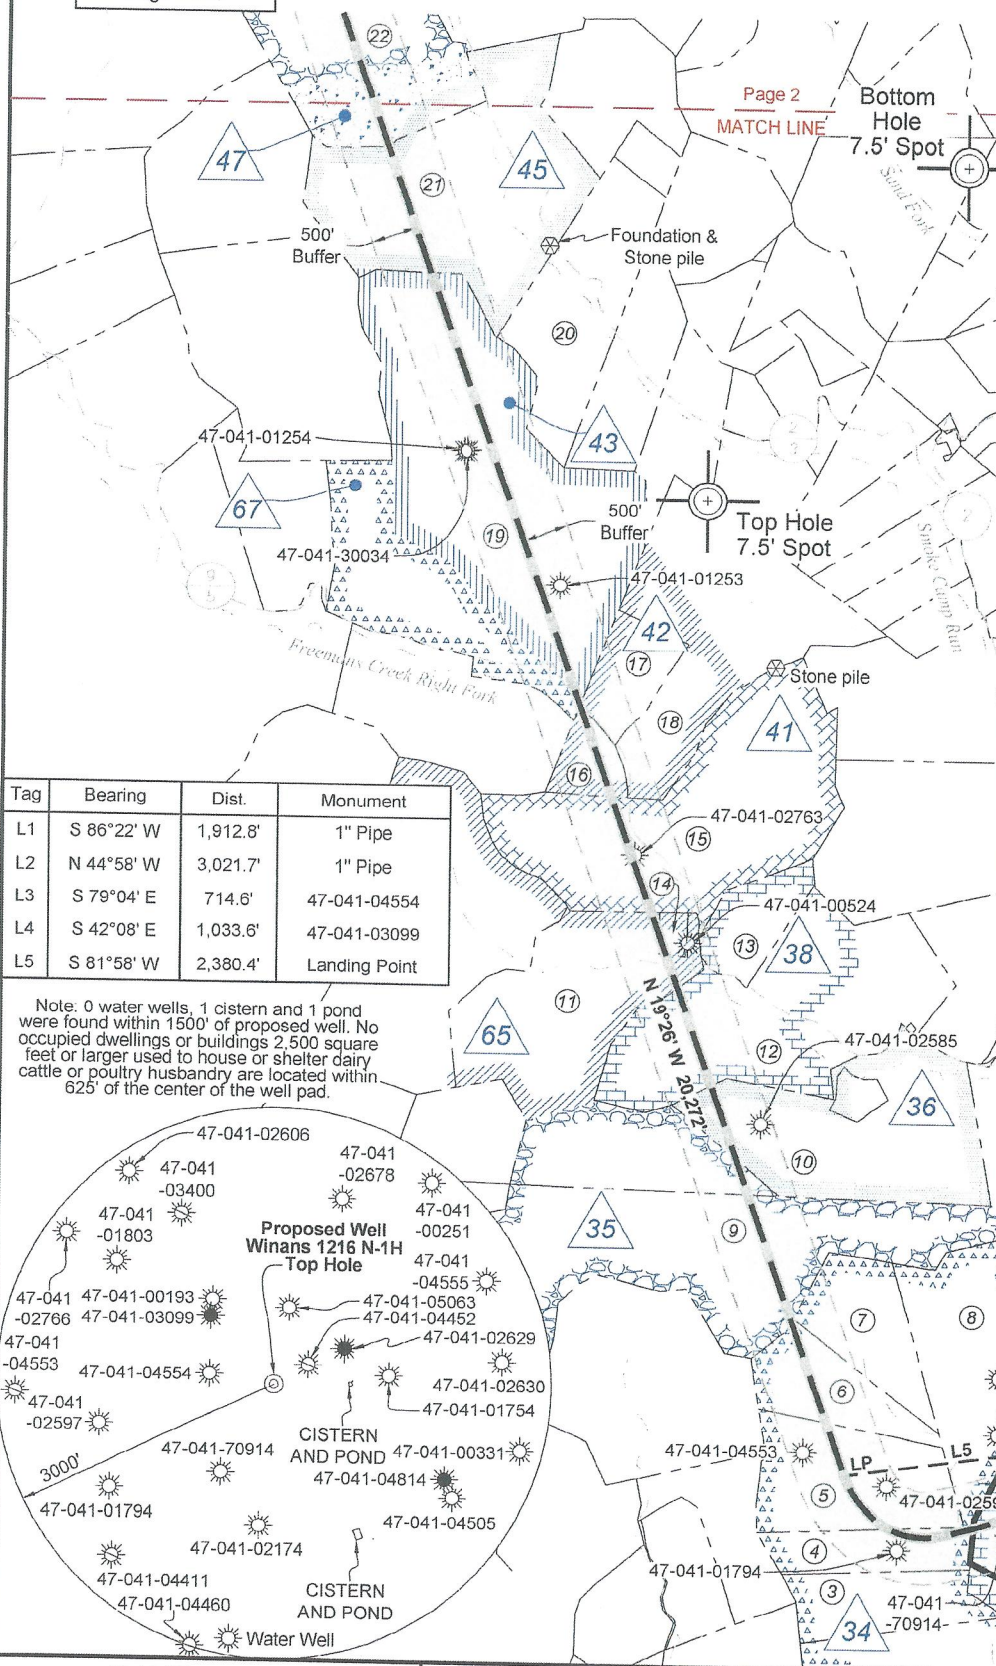 22
Page 2
MATCH LINE
Bottom
Hole
7.5' Spot
47
45
21
Sand Fork
500'
Buffer
Foundation &
Stone pile
20
47-041-01254
43
67
500'
Buffer
Top Hole
7.5' Spot
19
47-041-30034
47-041-01253
Smoke Camp Run
42
17
Freemans Creek Right Fork
Stone pile
18
41
16
Tag Bearing Dist. Monument
L1 S 86°22' W 1,912.8' 1" Pipe
L2 N 44°58' W 3,021.7' 1" Pipe
L3 S 79°04' E 714.6' 47-041-04554
L4 S 42°08' E 1,033.6' 47-041-03099
L5 S 81°58' W 2,380.4' Landing Point
47-041-02763
15
14
47-041-00524
13
38
11
65
N 19°26' W 20,272'
12
47-041-02585
36
10
35
9
Note: 0 water wells, 1 cistern and 1 pond
were found within 1500' of proposed well. No
occupied dwellings or buildings 2,500 square
feet or larger used to house or shelter dairy
cattle or poultry husbandry are located within
625' of the center of the well pad.
47-041-02606
47-041
-03400
47-041
-02678
47-041
-01803
47-041
-00251
Proposed Well
Winans 1216 N-1H
Top Hole
47-041
-04555
47-041
-02766
47-041-00193
47-041-03099
47-041-05063
47-041-04452
47-041-02629
47-041
-04553
47-041-04554
47-041-02630
47-041
-02597
47-041-01754
CISTERN
AND POND
47-041-70914
47-041-00331
3000'
47-041-04814
47-041-01794
47-041-04505
47-041-02174
47-041-04411
CISTERN
AND POND
47-041-04460
Water Well
7
8
6
47-041-04553
LP
L5
5
47-041-0259
4
47-041-01794
3
47-041
-70914-
34